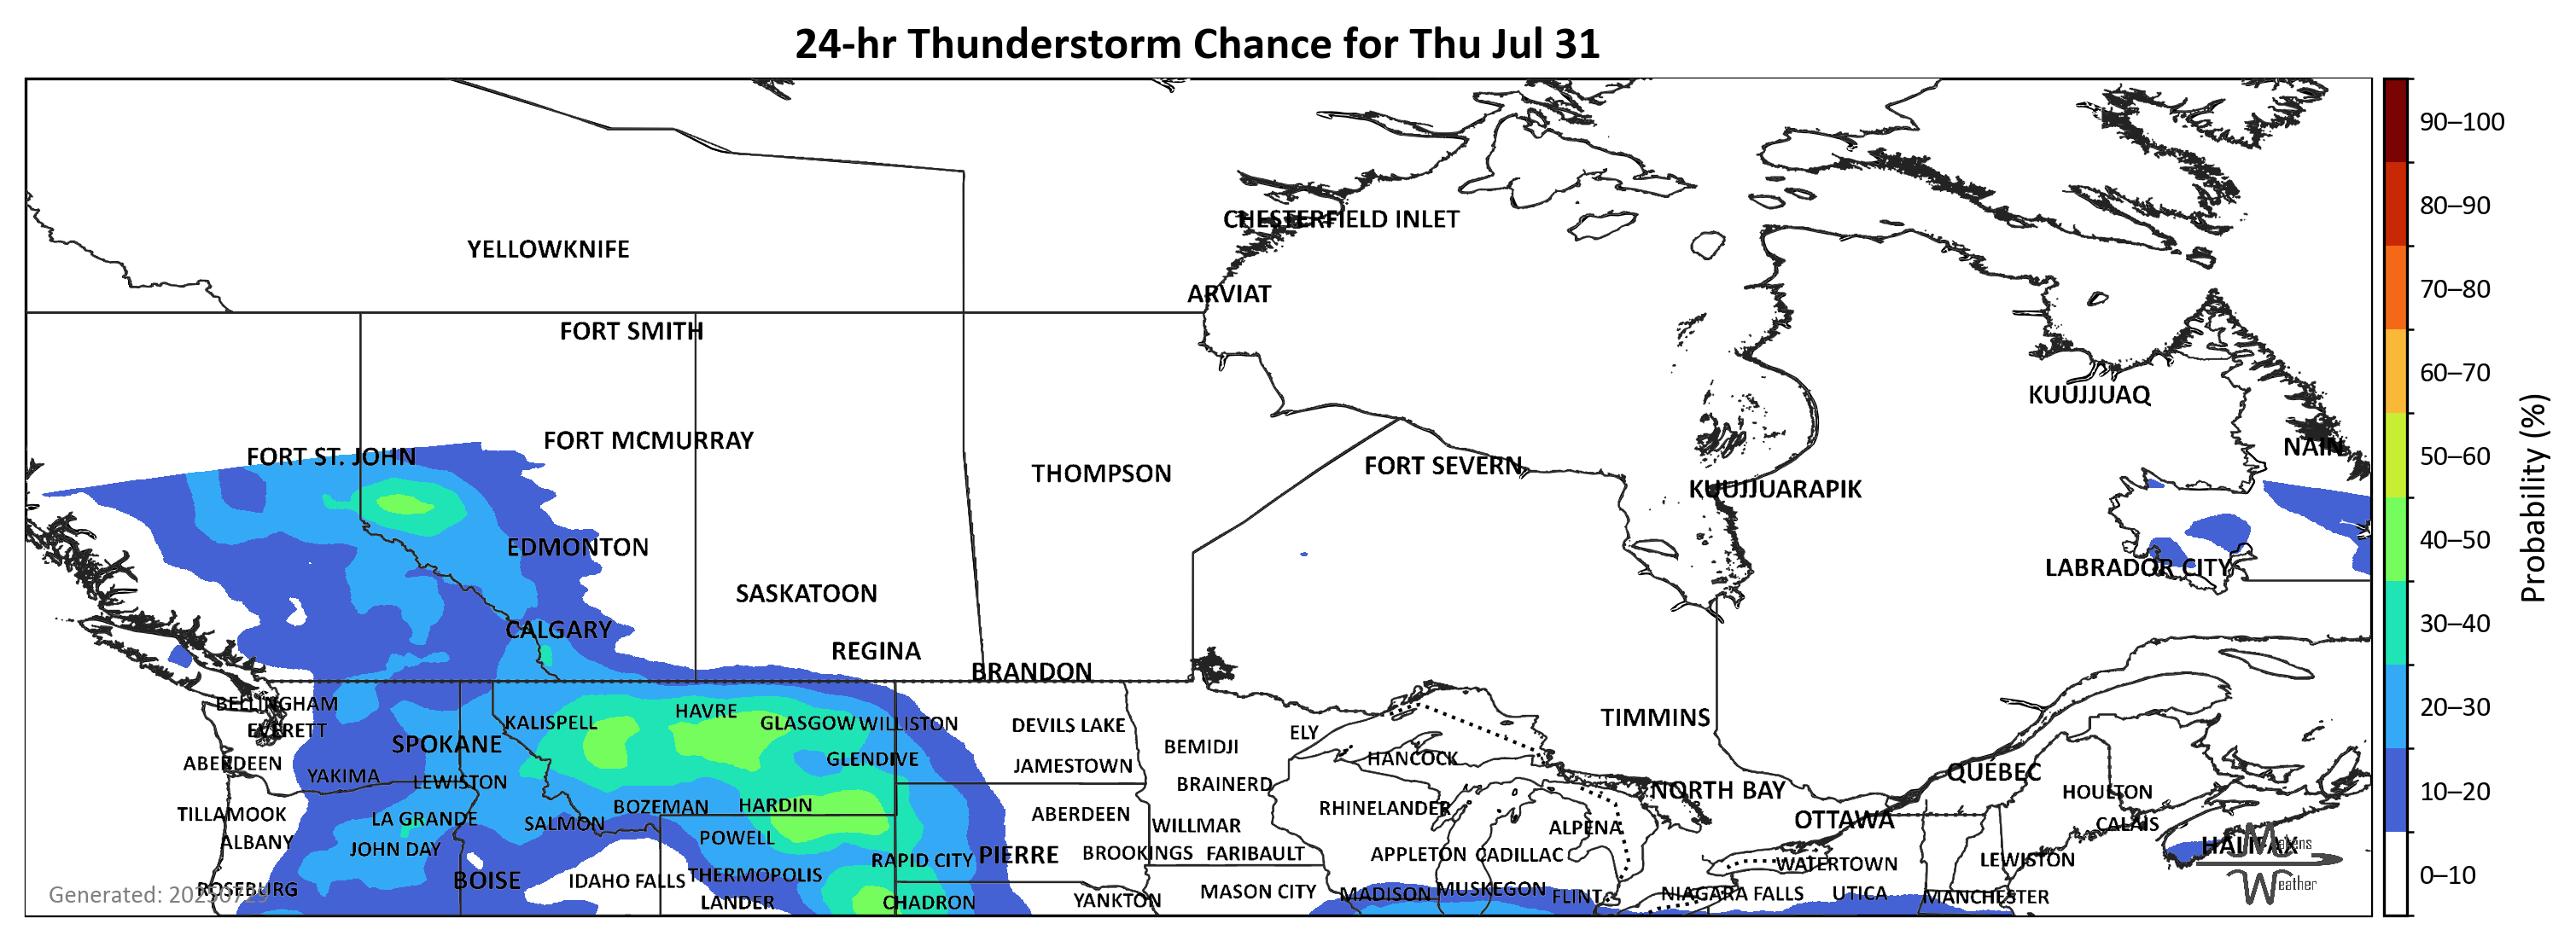 24-hr Thunderstorm Chance for Thu Jul 31
90–100
80–90
CHESTERFIELD INLET
YELLOWKNIFE
70–80
ARVIAT
FORT SMITH
60–70
KUUJJUAQ
50–60
FORT MCMURRAY
NAIN
FORT ST. JOHN
FORT SEVERN
THOMPSON
KUUJJUARAPIK
Probability (%)
40–50
EDMONTON
LABRADOR CITY
SASKATOON
30–40
CALGARY
REGINA
BRANDON
BELLINGHAM
20–30
HAVRE
TIMMINS
KALISPELL
GLASGOW
WILLISTON
DEVILS LAKE
EVERETT
ELY
SPOKANE
BEMIDJI
HANCOCK
GLENDIVE
ABERDEEN
JAMESTOWN
QUÉBEC
YAKIMA
LEWISTON
BRAINERD
NORTH BAY
HOULTON
10–20
BOZEMAN
HARDIN
RHINELANDER
TILLAMOOK
ABERDEEN
LA GRANDE
OTTAWA
SALMON
WILLMAR
CALAIS
ALPENA
POWELL
ALBANY
HALIFAX
Makens
JOHN DAY
BROOKINGS
FARIBAULT
APPLETON
CADILLAC
PIERRE
RAPID CITY
LEWISTON
WATERTOWN
THERMOPOLIS
0–10
BOISE
IDAHO FALLS
Weather
ROSEBURG
MASON CITY
MADISON
MUSKEGON
NIAGARA FALLS
UTICA
Generated: 20250729
FLINT
MANCHESTER
LANDER
CHADRON
YANKTON